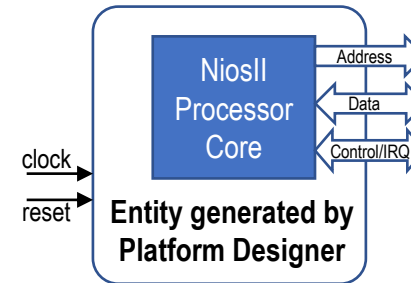 NiosII
Processor
Core
Address
Data
Control/IRQ
clock
reset
Entity generated by
Platform Designer